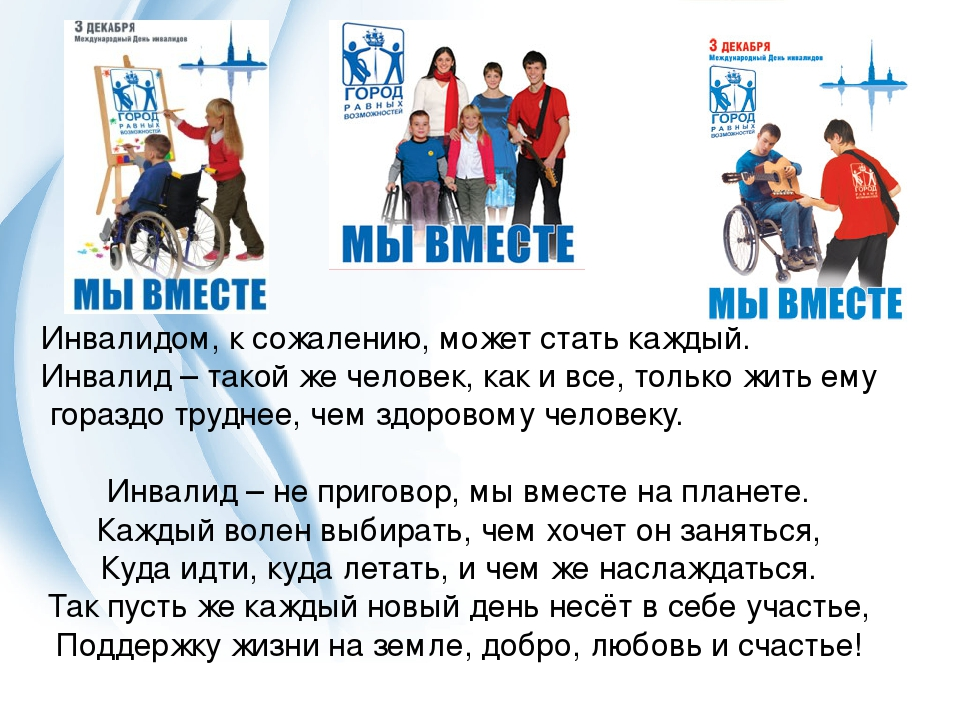 3 ДЕКАБРЯ
Международный День инвалидов
ГОРОД
РАВНЫХ
ВОЗМОЖНОСТЕЙ
МЫ ВМЕСТЕ
ГОРОД
РАВНЫХ
ВОЗМОЖНОСТЕЙ
МЫ ВМЕСТЕ
3 ДЕКАБРЯ
Международный День инвалидов
ГОРОД
РАВНЫХ
ВОЗМОЖНОСТЕЙ
ГОРОД
РАВНЫХ
ВОЗМОЖНОСТЕЙ
МЫ ВМЕСТЕ
Инвалидом, к сожалению, может стать каждый.
Инвалид – такой же человек, как и все, только жить ему
гораздо труднее, чем здоровому человеку.
Инвалид – не приговор, мы вместе на планете.
Каждый волен выбирать, чем хочет он заняться,
Куда идти, куда летать, и чем же наслаждаться.
Так пусть же каждый новый день несёт в себе участье,
Поддержку жизни на земле, добро, любовь и счастье!